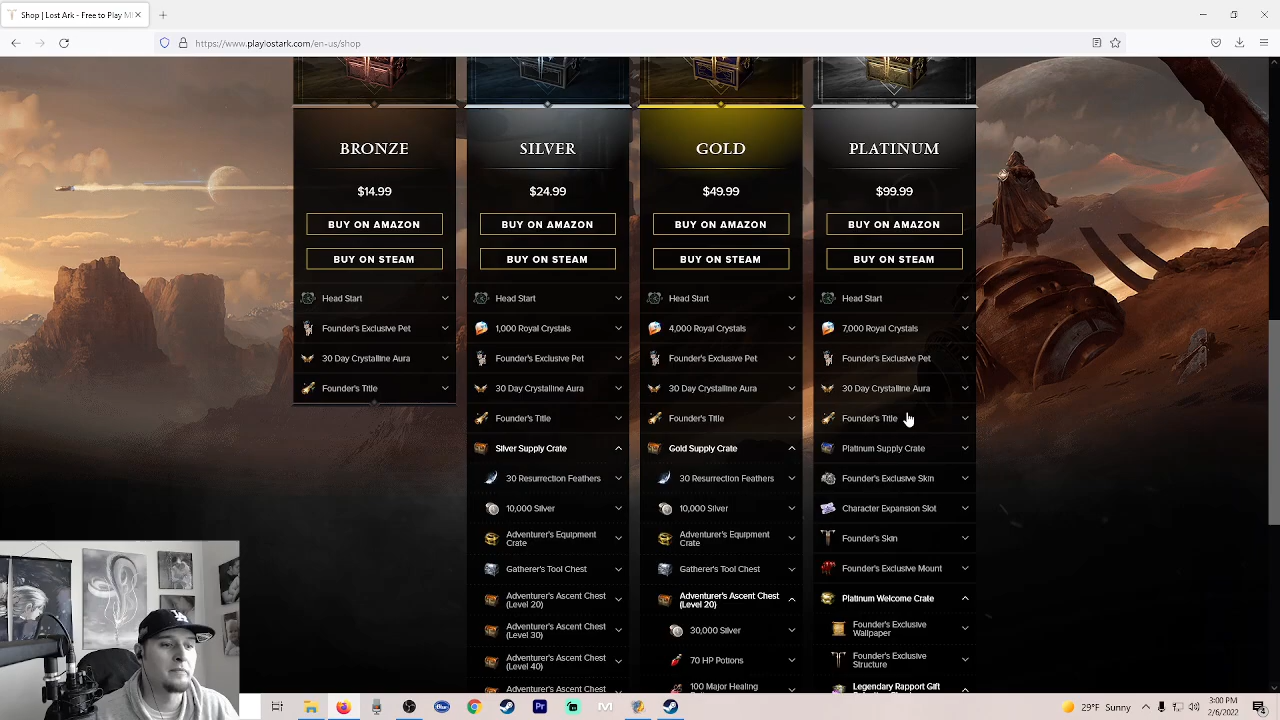 Shop | Lost Ark - Free to Play M
https://www.playlostark.com/en-us/shop
BRONZE
$14.99
BUY ON AMAZON
BUY ON STEAM
Head Start
Founder's Exclusive Pet
30 Day Crystalline Aura
Founder's Title
SILVER
$24.99
BUY ON AMAZON
BUY ON STEAM
Head Start
1,000 Royal Crystals
Founder's Exclusive Pet
30 Day Crystalline Aura
Founder's Title
Silver Supply Crate
30 Resurrection Feathers
10,000 Silver
Adventurer's Equipment
Crate
Gatherer's Tool Chest
Adventurer's Ascent Chest
(Level 20)
Adventurer's Ascent Chest
(Level 30)
Adventurer's Ascent Chest
(Level 40)
Adventurer's Ascent Chest
GOLD
$49.99
BUY ON AMAZON
BUY ON STEAM
Head Start
4,000 Royal Crystals
Founder's Exclusive Pet
30 Day Crystalline Aura
Founder's Title
Gold Supply Crate
30 Resurrection Feathers
10,000 Silver
Adventurer's Equipment
Crate
Gatherer's Tool Chest
Adventurer's Ascent Chest
(Level 20)
30,000 Silver
70 HP Potions
100 Major Healing
PLATINUM
$99.99
BUY ON AMAZON
BUY ON STEAM
Head Start
7,000 Royal Crystals
Founder's Exclusive Pet
30 Day Crystalline Aura
Founder's Title
Platinum Supply Crate
Founder's Exclusive Skin
Character Expansion Slot
Founder's Skin
Founder's Exclusive Mount
Platinum Welcome Crate
Founder's Exclusive
Wallpaper
Founder's Exclusive
Structure
Legendary Rapport Gift
29°F Sunny
3:00 PM
2/6/2022